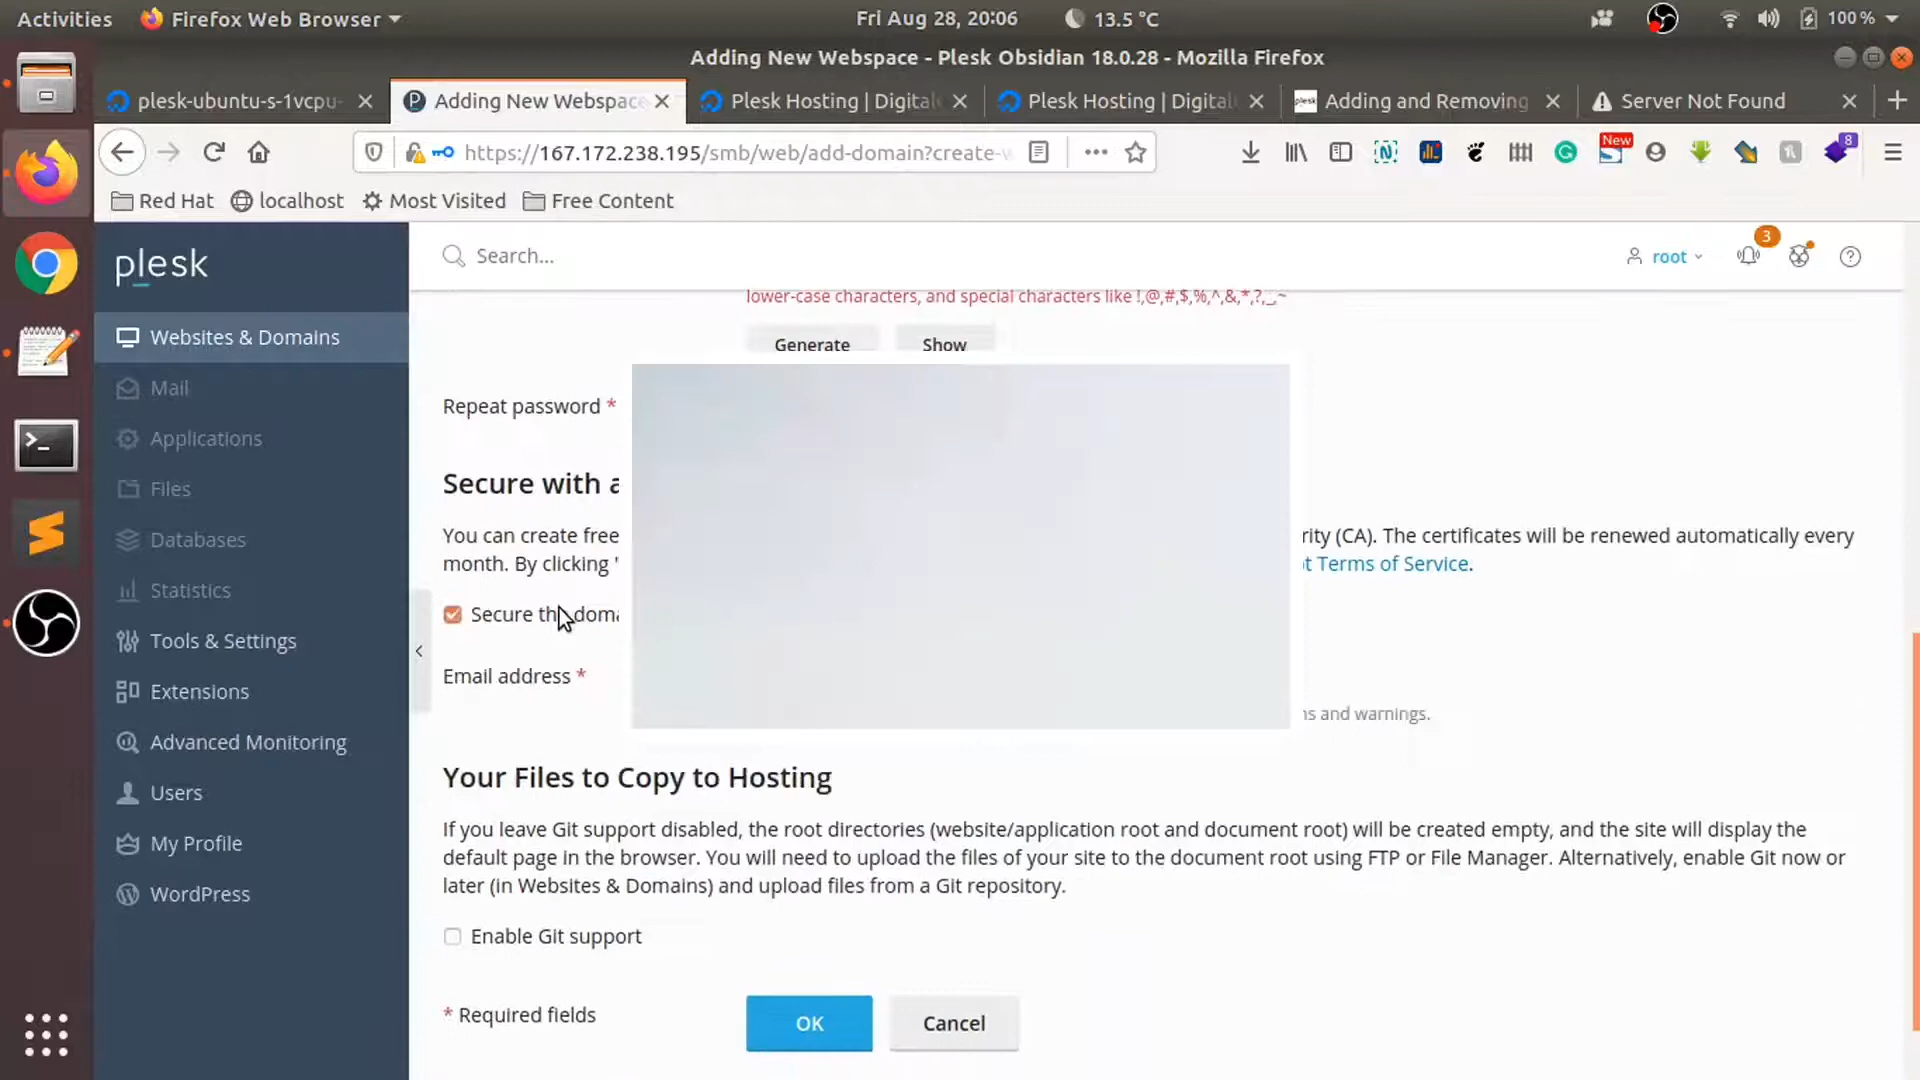 Activities
Firefox Web Browser
Fri Aug 28, 20:06
13.5 °C
100 %
Adding New Webspace - Plesk Obsidian 18.0.28 - Mozilla Firefox
plesk-ubuntu-s-1vcpu-
Adding New Webspace
Plesk Hosting | Digital
Plesk Hosting | Digital
plesk
Adding and Removing
Server Not Found
https://167.172.238.195/smb/web/add-domain?create-w
New
8
Red Hat
localhost
Most Visited
Free Content
plesk
Search...
root
3
Websites & Domains
Mail
Applications
Files
Databases
Statistics
Tools & Settings
Extensions
Advanced Monitoring
Users
My Profile
WordPress
lower-case characters, and special characters like !,@,#,$,%,^,&,*,?,_,~
Generate
Show
Repeat password *
Secure with a
You can create free
rity (CA). The certificates will be renewed automatically every
month. By clicking '
t Terms of Service.
Secure the doma
Email address *
ns and warnings.
Your Files to Copy to Hosting
If you leave Git support disabled, the root directories (website/application root and document root) will be created empty, and the site will display the
default page in the browser. You will need to upload the files of your site to the document root using FTP or File Manager. Alternatively, enable Git now or
later (in Websites & Domains) and upload files from a Git repository.
Enable Git support
* Required fields
OK
Cancel